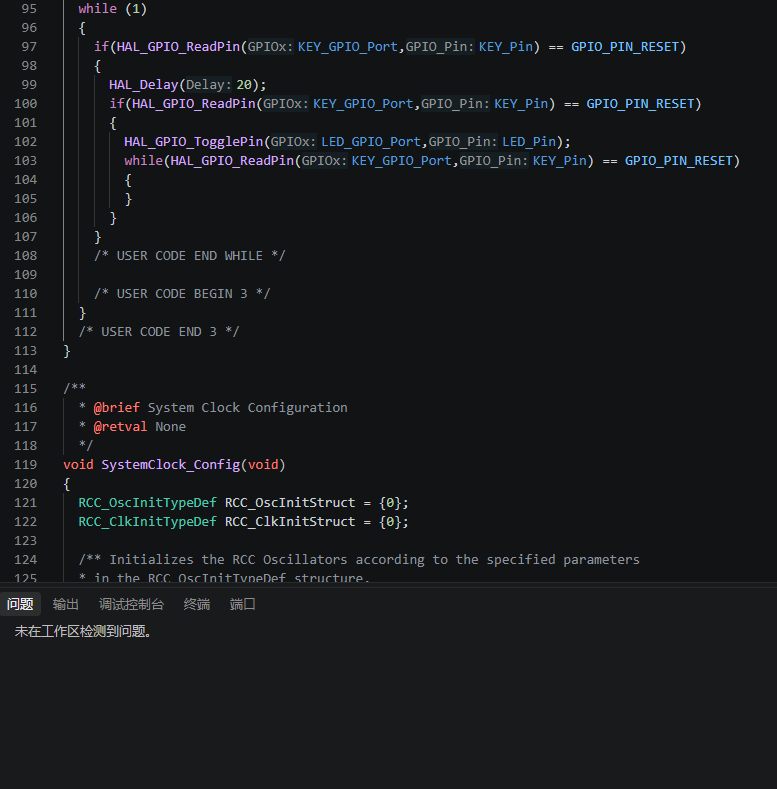 95 while (1)
96 {
97 if(HAL_GPIO_ReadPin(GPIOx: KEY_GPIO_Port,GPIO_Pin: KEY_Pin) == GPIO_PIN_RESET)
98 {
99 HAL_Delay(Delay: 20);
100 if(HAL_GPIO_ReadPin(GPIOx: KEY_GPIO_Port,GPIO_Pin: KEY_Pin) == GPIO_PIN_RESET)
101 {
102 HAL_GPIO_TogglePin(GPIOx: LED_GPIO_Port,GPIO_Pin: LED_Pin);
103 while(HAL_GPIO_ReadPin(GPIOx: KEY_GPIO_Port,GPIO_Pin: KEY_Pin) == GPIO_PIN_RESET)
104 {
105 }
106 }
107 }
108 /* USER CODE END WHILE */
109
110 /* USER CODE BEGIN 3 */
111 }
112 /* USER CODE END 3 */
113 }
114
115 /**
116 * @brief System Clock Configuration
117 * @retval None
118 */
119 void SystemClock_Config(void)
120 {
121 RCC_OscInitTypeDef RCC_OscInitStruct = {0};
122 RCC_ClkInitTypeDef RCC_ClkInitStruct = {0};
123
124 /** Initializes the RCC Oscillators according to the specified parameters
125 * in the RCC_OscInitTypeDef structure.
问题 输出 调试控制台 终端 端口
未在工作区检测到问题。